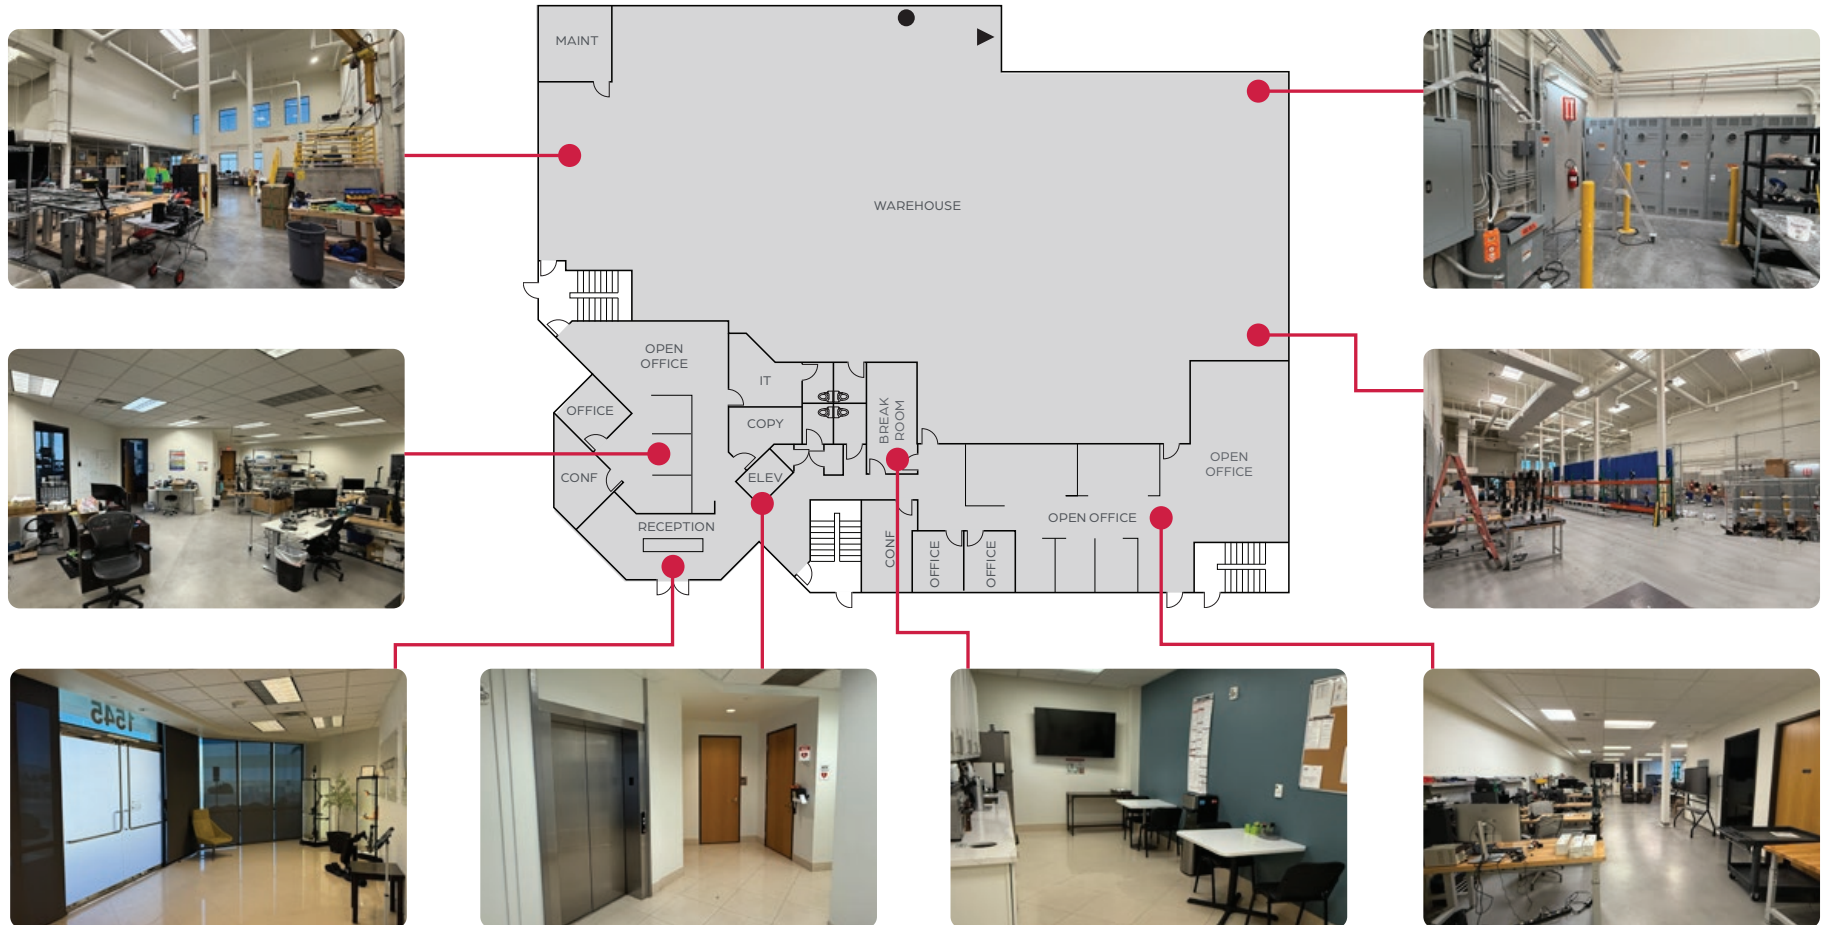 MAINT
WAREHOUSE
OPEN
OFFICE
IT
OFFICE
COPY
BREAK
ROOM
CONF
ELEV
OPEN
OFFICE
RECEPTION
OPEN OFFICE
CONF
OFFICE
OFFICE
1545